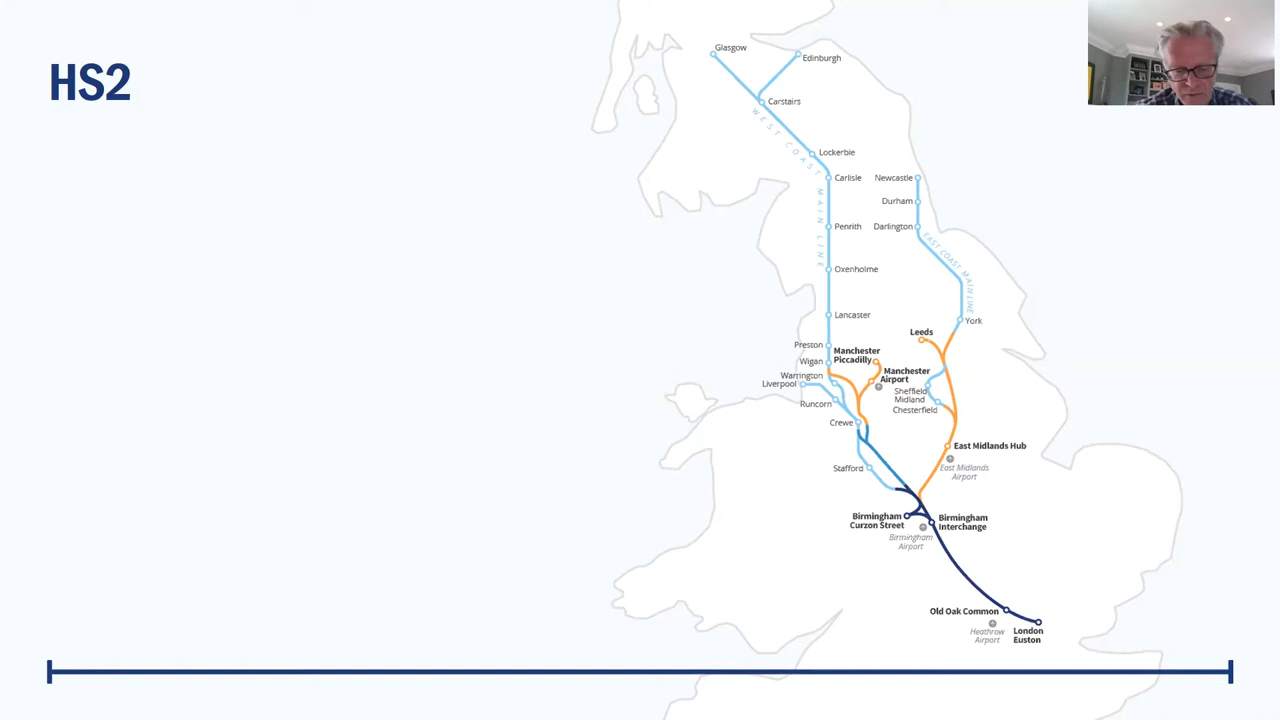 HS2
Glasgow
Edinburgh
Carstairs
WEST COAST MAIN LINE
Lockerbie
Carlisle
Newcastle
Durham
Penrith
Darlington
EAST COAST MAIN LINE
Oxenholme
Lancaster
York
Leeds
Preston
Manchester
Piccadilly
Wigan
Manchester
Airport
Warrington
Liverpool
Sheffield
Midland
Runcorn
Chesterfield
Crewe
East Midlands Hub
East Midlands
Airport
Stafford
Birmingham
Curzon Street
Birmingham
Interchange
Birmingham
Airport
Old Oak Common
Heathrow
Airport
London
Euston